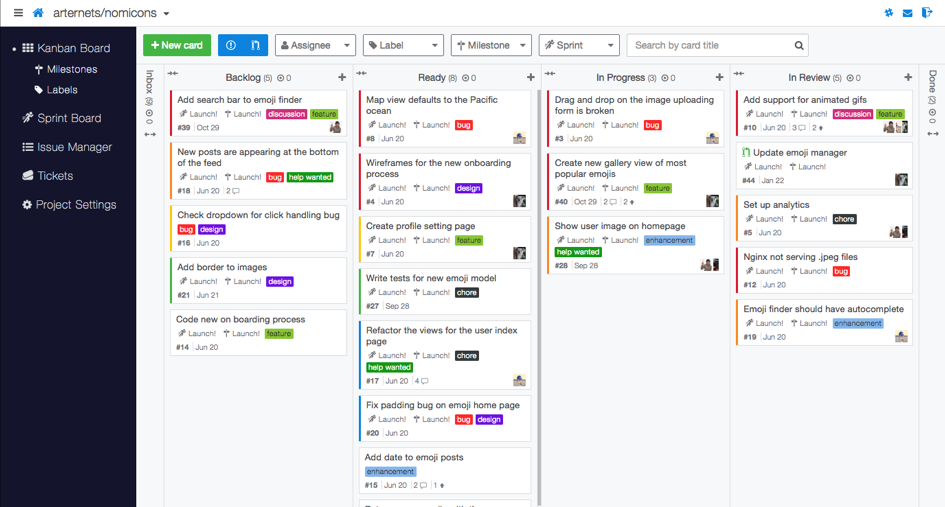 arternets/nomicons
Kanban Board
Milestones
Labels
Sprint Board
Issue Manager
Tickets
Project Settings
+ New card
Assignee
Label
Milestone
Sprint
Search by card title
Inbox
0
Backlog (5) 0
Add search bar to emoji finder
Launch! Launch! discussion feature
#39 Oct 29
New posts are appearing at the bottom
of the feed
Launch! Launch! bug help wanted
#18 Jun 20 2
Check dropdown for click handling bug
bug design
#16 Jun 20
Add border to images
Launch! Launch! design
#21 Jun 21
Code new on boarding process
Launch! Launch! feature
#14 Jun 20
Ready (8) 0
Map view defaults to the Pacific
ocean
Launch! Launch! bug
#8 Jun 20
Wireframes for the new onboarding
process
Launch! Launch! design
#4 Jun 20
Create profile setting page
Launch! Launch! feature
#7 Jun 20
Write tests for new emoji model
Launch! Launch! chore
#27 Sep 28
Refactor the views for the user index
page
Launch! Launch! chore
help wanted
#17 Jun 20 4
Fix padding bug on emoji home page
Launch! Launch! bug design
#20 Jun 20
Add date to emoji posts
enhancement
#15 Jun 20 2 1
In Progress (3) 0
Drag and drop on the image uploading
form is broken
Launch! Launch! bug
#3 Jun 20
Create new gallery view of most
popular emojis
Launch! Launch! feature
#40 Oct 29 2 2
Show user image on homepage
Launch! Launch! enhancement
help wanted
#28 Sep 28
In Review (5) 0
Add support for animated gifs
Launch! Launch! discussion feature
#10 Jun 20 3 2
Update emoji manager
Launch! Launch!
#44 Jan 22
Set up analytics
Launch! Launch! chore
#5 Jun 20
Nginx not serving .jpeg files
Launch! Launch! bug
#12 Jun 20
Emoji finder should have autocomplete
Launch! Launch! enhancement
#19 Jun 20
Done
0